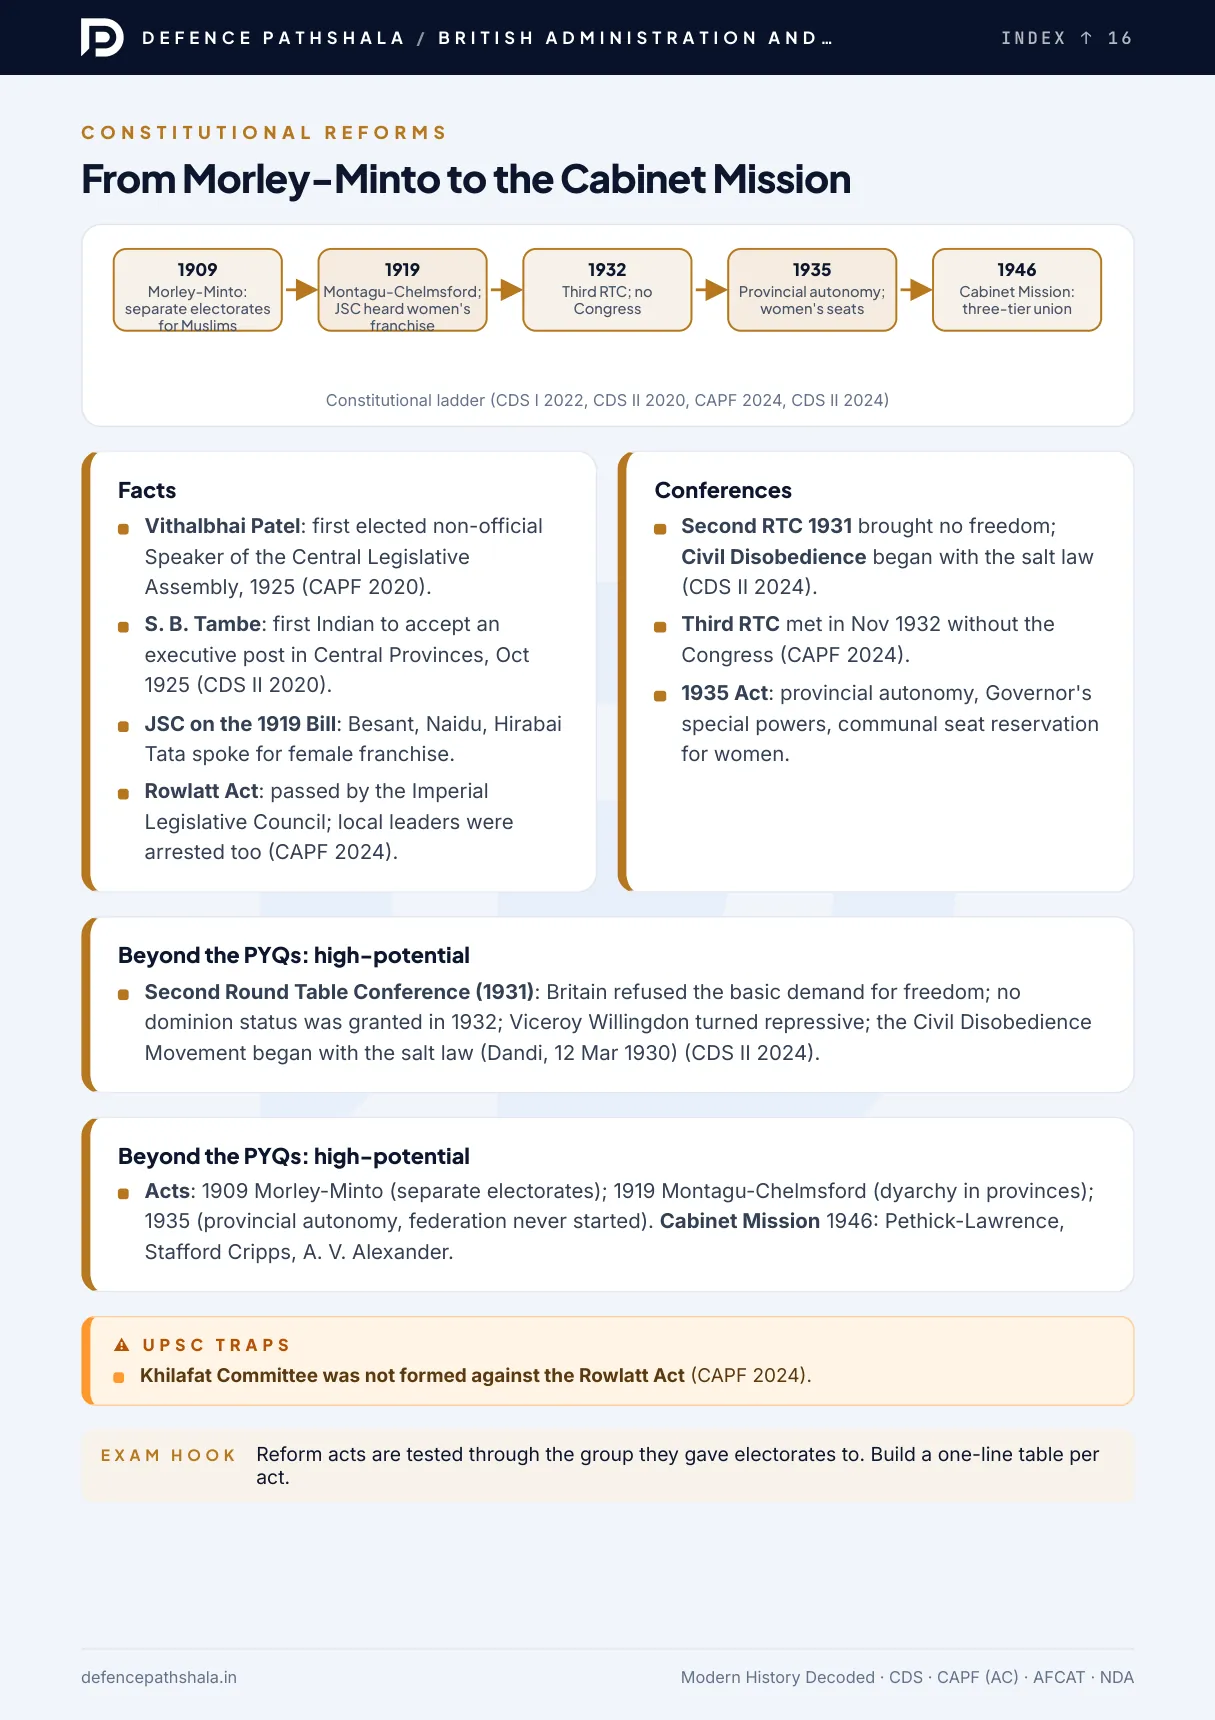 DEFENCE PATHSHALA / BRITISH ADMINISTRATION AND…
INDEX ↑ 16
CONSTITUTIONAL REFORMS
From Morley-Minto to the Cabinet Mission
1909
Morley-Minto:
separate electorates
for Muslims
1919
Montagu-Chelmsford;
JSC heard women's
franchise
1932
Third RTC; no
Congress
1935
Provincial autonomy;
women's seats
1946
Cabinet Mission:
three-tier union
Constitutional ladder (CDS I 2022, CDS II 2020, CAPF 2024, CDS II 2024)
Facts
Vithalbhai Patel: first elected non-official
Speaker of the Central Legislative
Assembly, 1925 (CAPF 2020).
S. B. Tambe: first Indian to accept an
executive post in Central Provinces, Oct
1925 (CDS II 2020).
JSC on the 1919 Bill: Besant, Naidu, Hirabai
Tata spoke for female franchise.
Rowlatt Act: passed by the Imperial
Legislative Council; local leaders were
arrested too (CAPF 2024).
Conferences
Second RTC 1931 brought no freedom;
Civil Disobedience began with the salt law
(CDS II 2024).
Third RTC met in Nov 1932 without the
Congress (CAPF 2024).
1935 Act: provincial autonomy, Governor's
special powers, communal seat reservation
for women.
Beyond the PYQs: high-potential
Second Round Table Conference (1931): Britain refused the basic demand for freedom; no
dominion status was granted in 1932; Viceroy Willingdon turned repressive; the Civil Disobedience
Movement began with the salt law (Dandi, 12 Mar 1930) (CDS II 2024).
Beyond the PYQs: high-potential
Acts: 1909 Morley-Minto (separate electorates); 1919 Montagu-Chelmsford (dyarchy in provinces);
1935 (provincial autonomy, federation never started). Cabinet Mission 1946: Pethick-Lawrence,
Stafford Cripps, A. V. Alexander.
⚠ UPSC TRAPS
Khilafat Committee was not formed against the Rowlatt Act (CAPF 2024).
EXAM HOOK
Reform acts are tested through the group they gave electorates to. Build a one-line table per
act.
defencepathshala.in
Modern History Decoded · CDS · CAPF (AC) · AFCAT · NDA